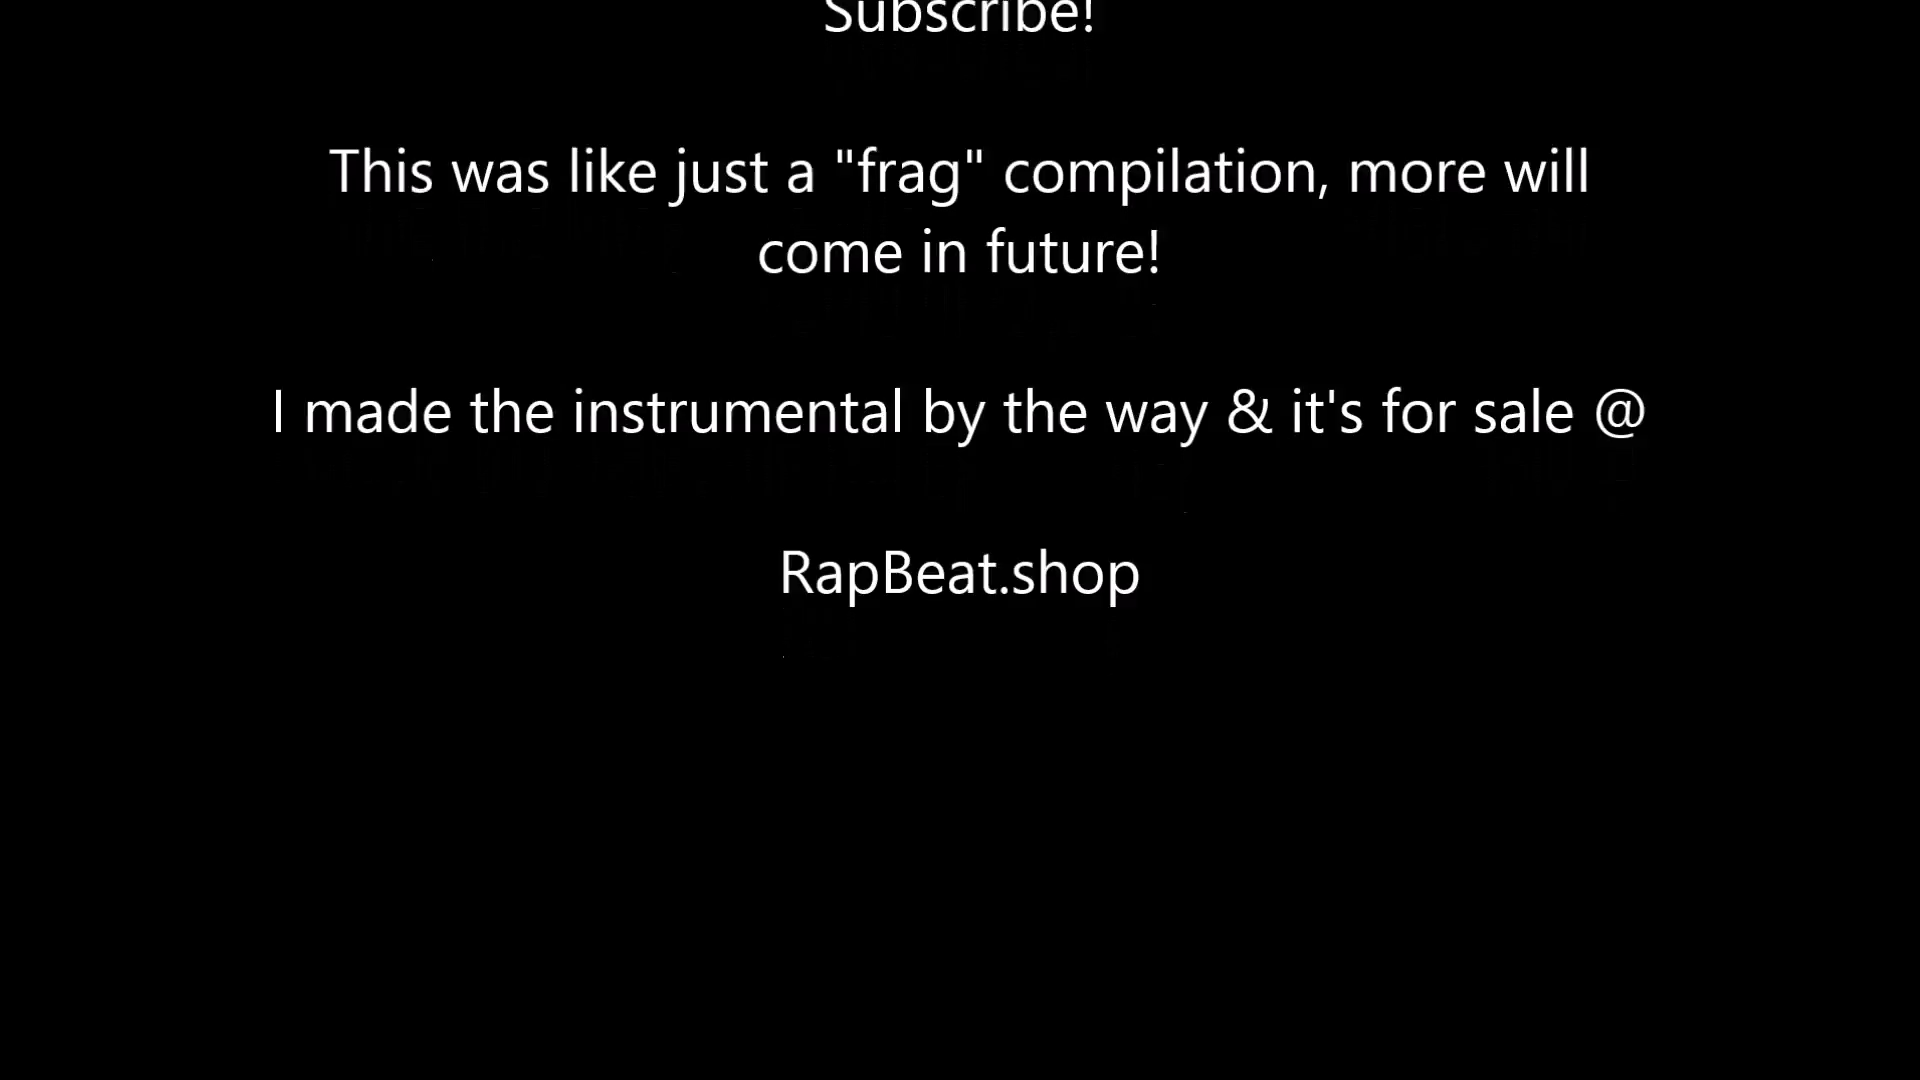 Subscribe!
This was like just a "frag" compilation, more will
come in future!
I made the instrumental by the way & it's for sale @
RapBeat.shop